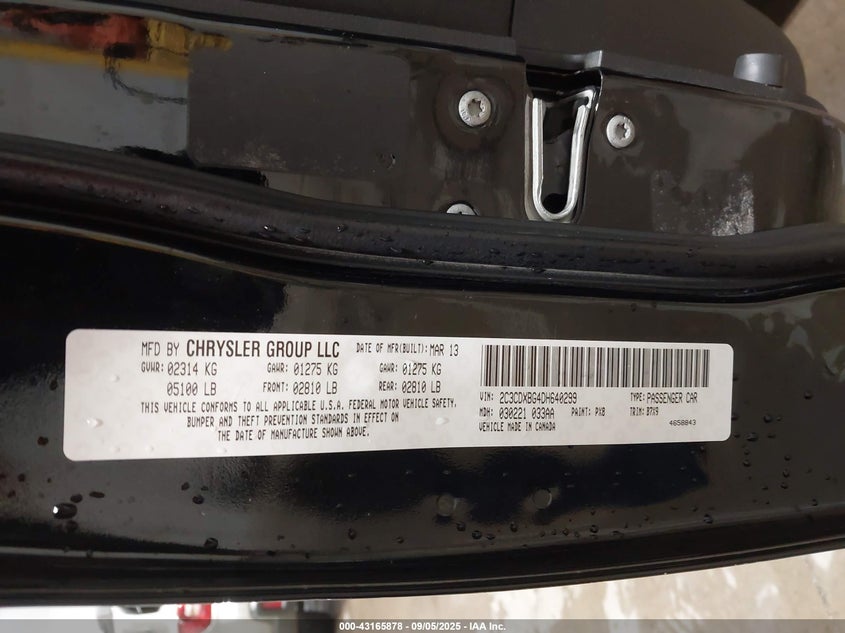 MFD BY CHRYSLER GROUP LLC DATE OF MFR(BUILT): MAR 13
GVWR: 02314 KG GAWR: 01275 KG GAWR: 01275 KG
05100 LB FRONT: 02810 LB REAR: 02810 LB
THIS VEHICLE CONFORMS TO ALL APPLICABLE U.S.A. FEDERAL MOTOR VEHICLE SAFETY,
BUMPER AND THEFT PREVENTION STANDARDS IN EFFECT ON
THE DATE OF MANUFACTURE SHOWN ABOVE.
VIN: 2C3CDXBG4DH640299 TYPE: PASSENGER CAR
MDH: 030221 033AA PAINT: PX8 TRIM: B7X9
VEHICLE MADE IN CANADA 4658843
000-43165878 - 09/05/2025 - IAA Inc.